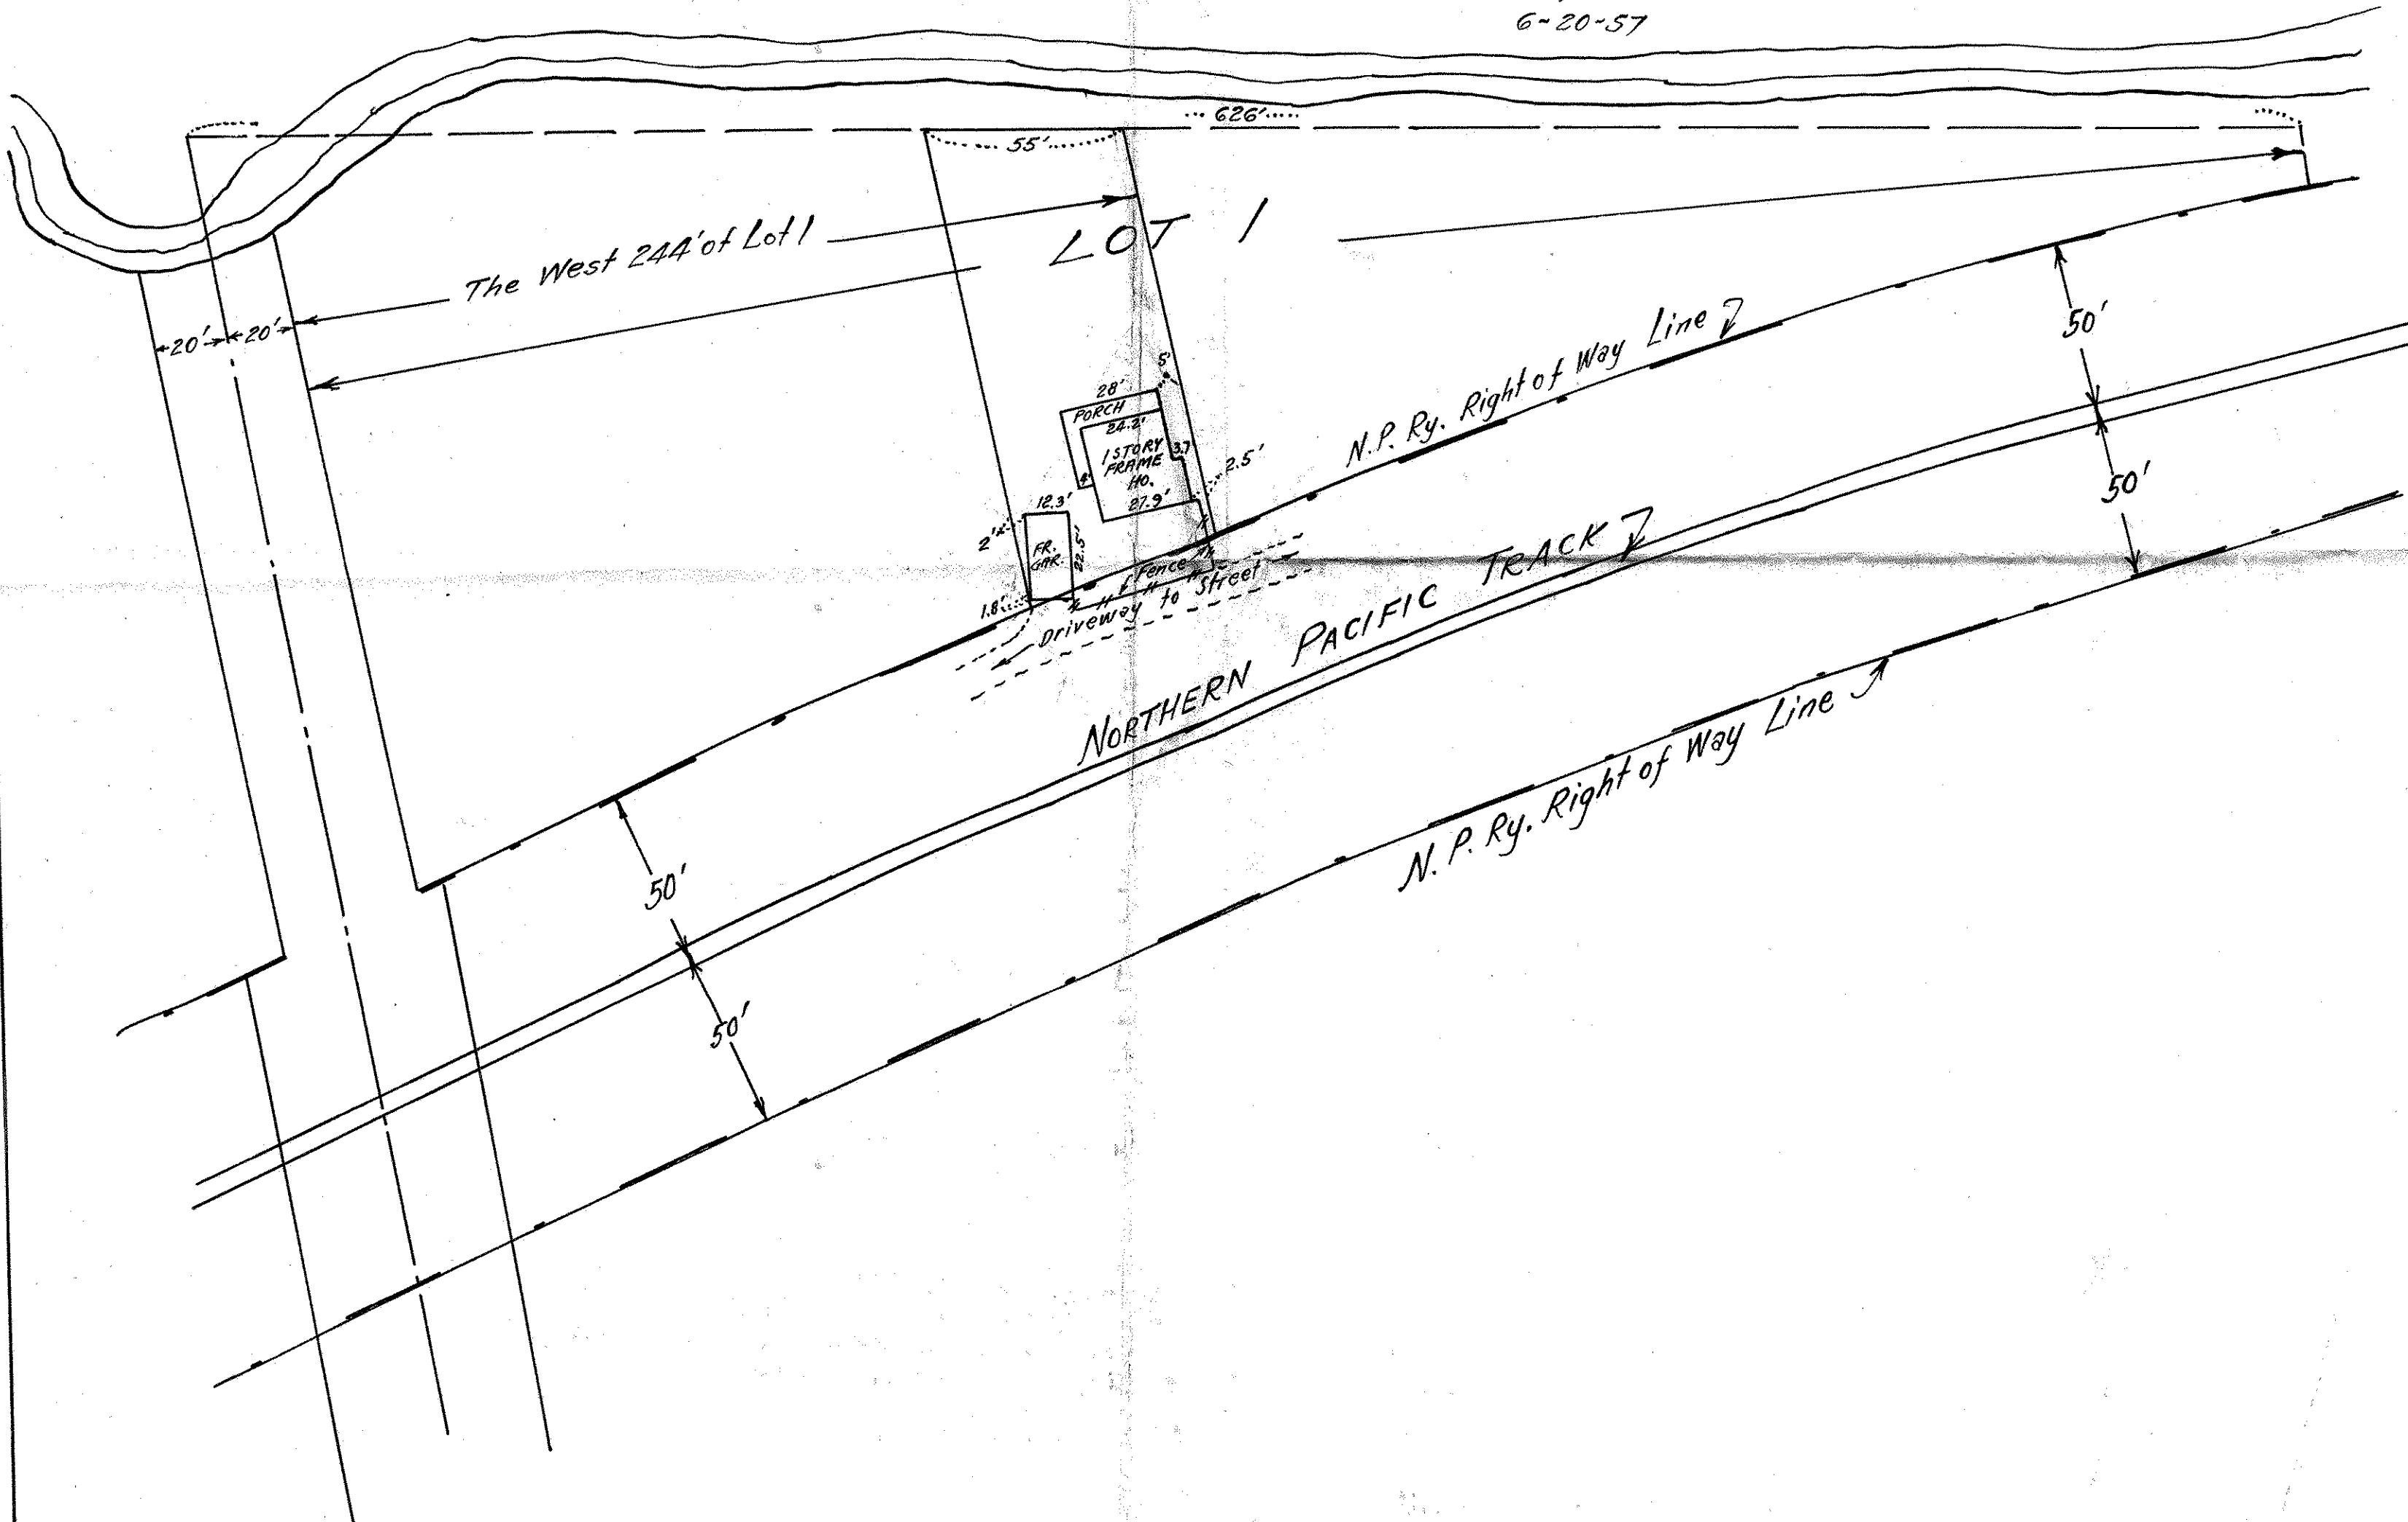 6-20-57
626'
55'
LOT 1
The West 244' of Lot 1
20' 20'
50'
N.P. Ry. Right of Way Line
5'
28'
PORCH
24.2'
1 STORY
FRAME
HO.
3.7
4'
27.9'
2.5'
12.3'
2'
FR.
GAR.
22.5'
1.8'
Fence
Driveway to Street
50'
NORTHERN PACIFIC TRACK
N.P. Ry. Right of Way Line
50'
50'